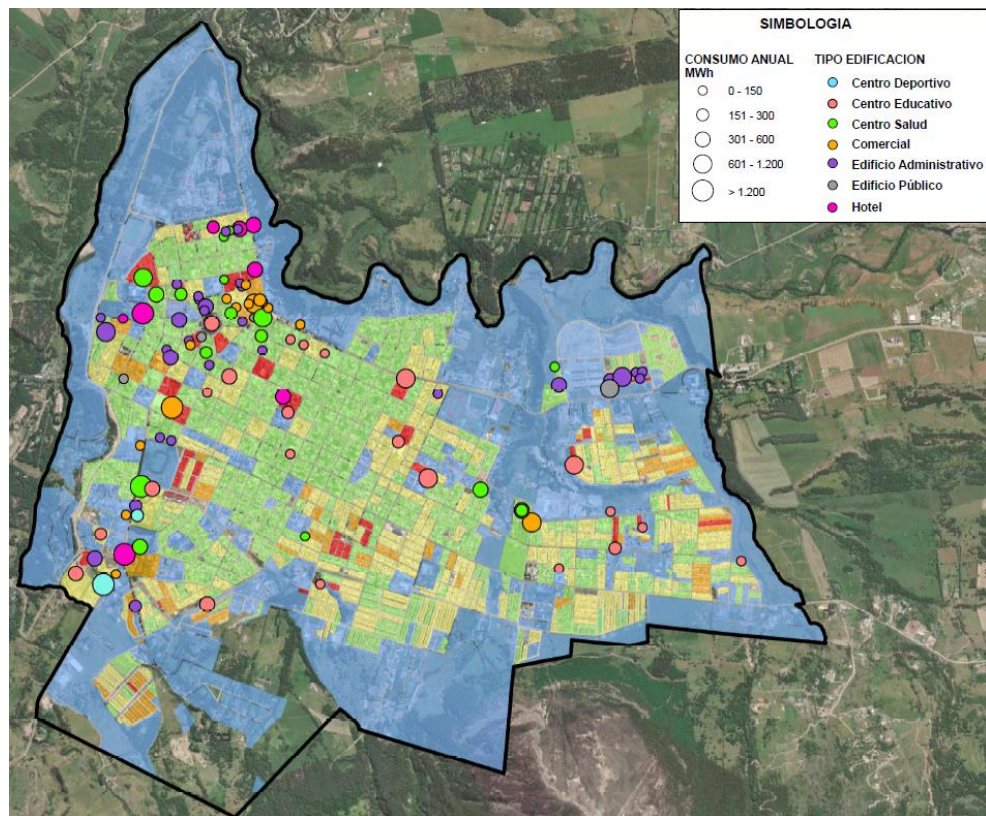 SIMBOLOGIA
CONSUMO ANUAL
MWh
0 - 150
151 - 300
301 - 600
601 - 1.200
> 1.200
TIPO EDIFICACION
Centro Deportivo
Centro Educativo
Centro Salud
Comercial
Edificio Administrativo
Edificio Público
Hotel